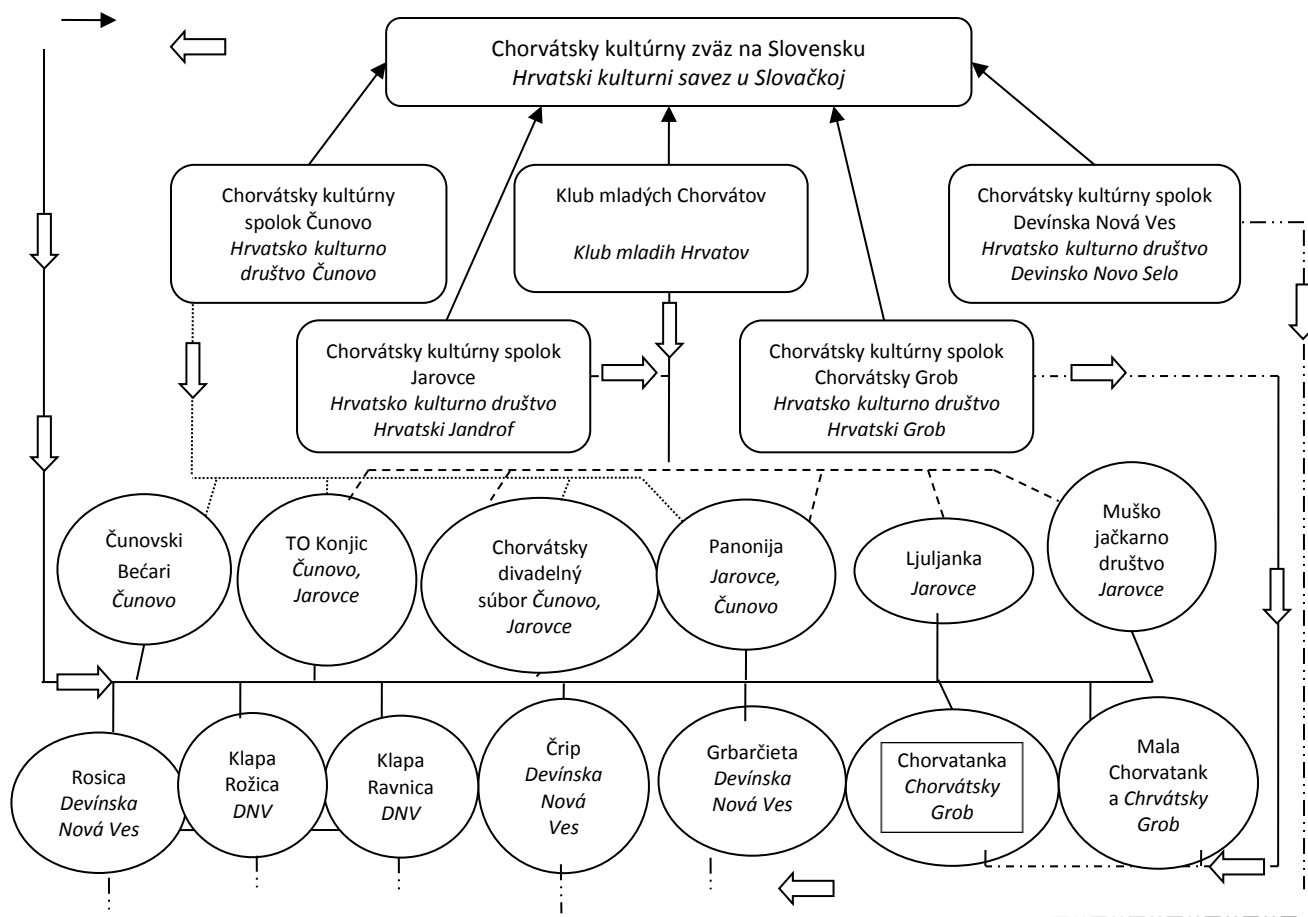 Chorvátsky kultúrny zväz na Slovensku
Hrvatski kulturni savez u Slovačkoj
Chorvátsky kultúrny
spolok Čunovo
Hrvatsko kulturno
društvo Čunovo
Klub mladých Chorvátov
Klub mladih Hrvatov
Chorvátsky kultúrny spolok
Devínska Nová Ves
Hrvatsko kulturno društvo
Devinsko Novo Selo
Chorvátsky kultúrny spolok
Jarovce
Hrvatsko kulturno društvo
Hrvatski Jandrof
Chorvátsky kultúrny spolok
Chorvátsky Grob
Hrvatsko kulturno društvo
Hrvatski Grob
Čunovski
Bećari
Čunovo
TO Konjic
Čunovo,
Jarovce
Chorvátsky
divadelný
súbor Čunovo,
Jarovce
Panonija
Jarovce,
Čunovo
Ljuljanka
Jarovce
Muško
jačkarno
društvo
Jarovce
Rosica
Devínska
Nová Ves
Klapa
Rožica
DNV
Klapa
Ravnica
DNV
Črip
Devínska
Nová
Ves
Grbarčieta
Devínska
Nová Ves
Chorvatanka
Chorvátsky
Grob
Mala
Chorvatank
a Chrvátsky
Grob